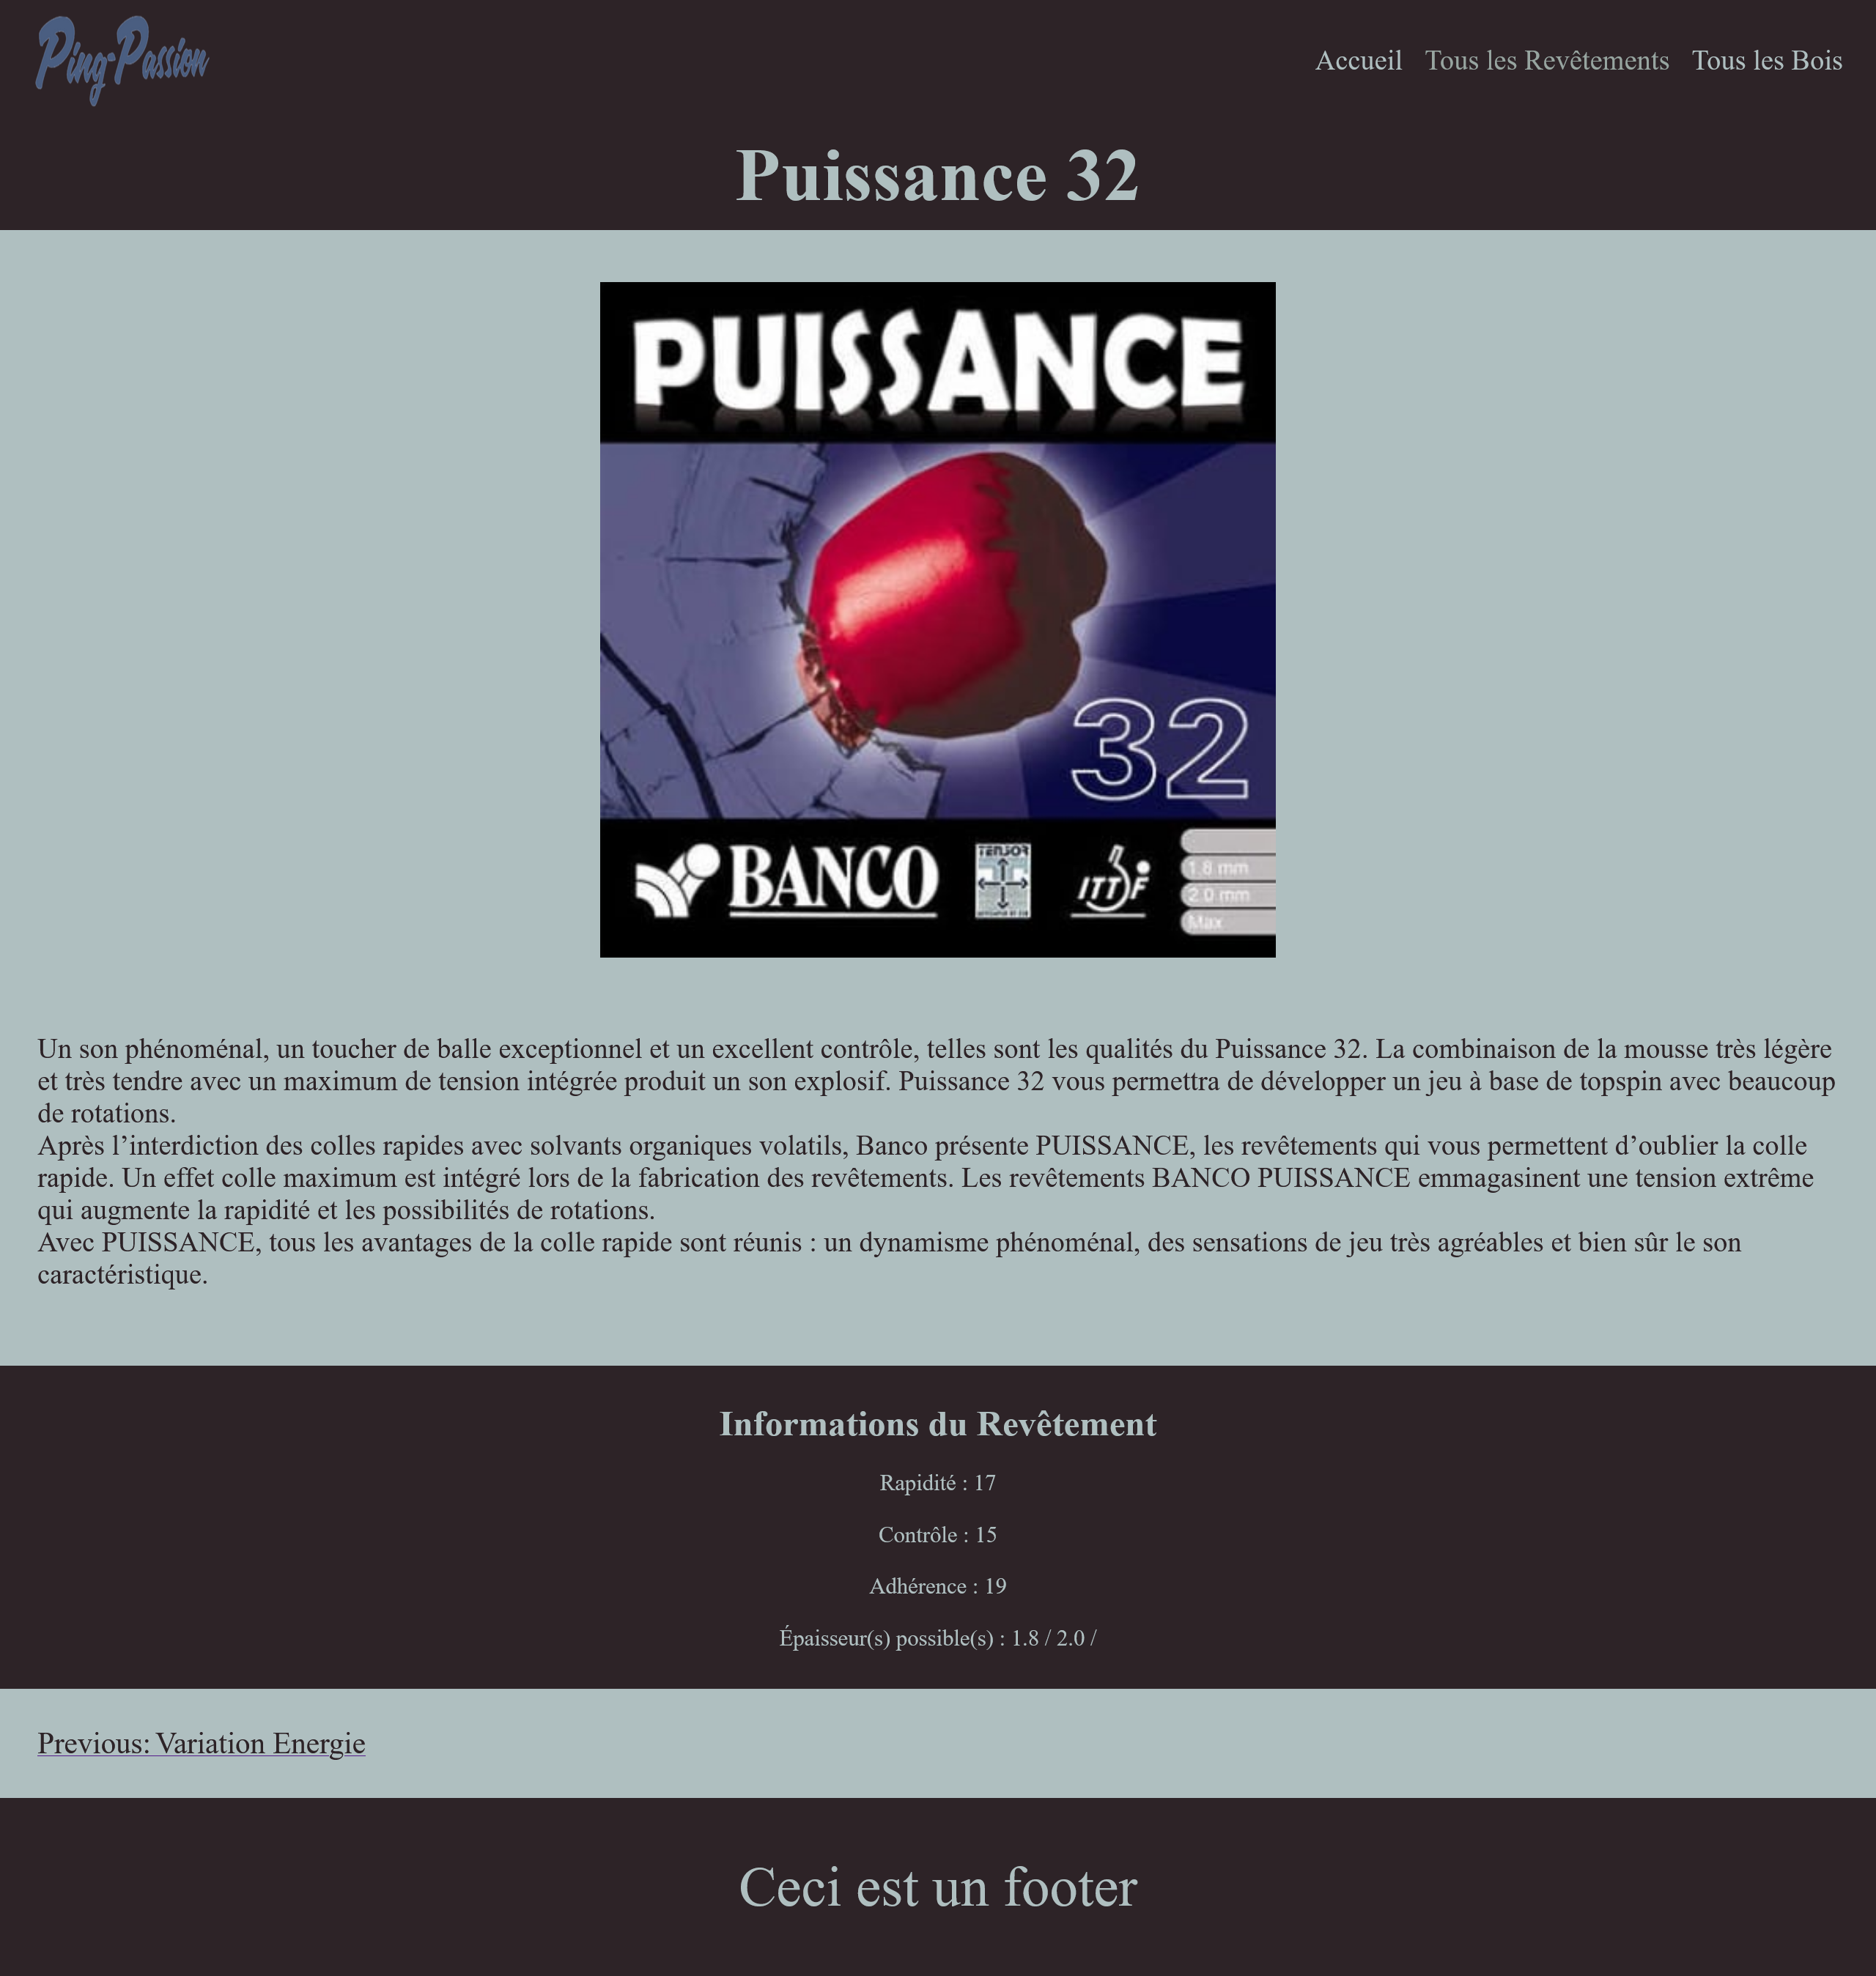 Ping-Passion
Accueil Tous les Revêtements Tous les Bois
Puissance 32
PUISSANCE
32
BANCO
TENSOR
ITTF
1.8 mm
2.0 mm
Max
Un son phénoménal, un toucher de balle exceptionnel et un excellent contrôle, telles sont les qualités du Puissance 32. La combinaison de la mousse très légère
et très tendre avec un maximum de tension intégrée produit un son explosif. Puissance 32 vous permettra de développer un jeu à base de topspin avec beaucoup
de rotations.
Après l’interdiction des colles rapides avec solvants organiques volatils, Banco présente PUISSANCE, les revêtements qui vous permettent d’oublier la colle
rapide. Un effet colle maximum est intégré lors de la fabrication des revêtements. Les revêtements BANCO PUISSANCE emmagasinent une tension extrême
qui augmente la rapidité et les possibilités de rotations.
Avec PUISSANCE, tous les avantages de la colle rapide sont réunis : un dynamisme phénoménal, des sensations de jeu très agréables et bien sûr le son
caractéristique.
Informations du Revêtement
Rapidité : 17
Contrôle : 15
Adhérence : 19
Épaisseur(s) possible(s) : 1.8 / 2.0 /
Previous: Variation Energie
Ceci est un footer